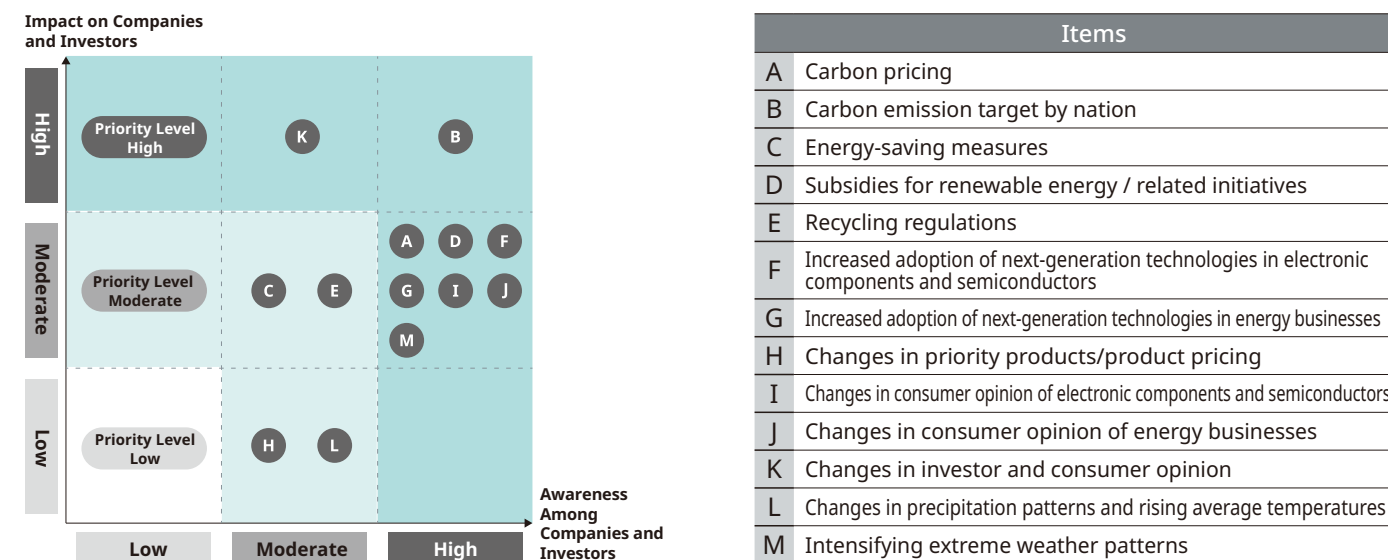 Impact on Companies
and Investors
High
Priority Level
High
K
B
Moderate
Priority Level
Moderate
C
E
A
D
F
G
I
J
M
Low
Priority Level
Low
H
L
Awareness
Among
Companies and
Investors
Low
Moderate
High
Items
A Carbon pricing
B Carbon emission target by nation
C Energy-saving measures
D Subsidies for renewable energy / related initiatives
E Recycling regulations
F Increased adoption of next-generation technologies in electronic
components and semiconductors
G Increased adoption of next-generation technologies in energy businesses
H Changes in priority products/product pricing
I Changes in consumer opinion of electronic components and semiconductors
J Changes in consumer opinion of energy businesses
K Changes in investor and consumer opinion
L Changes in precipitation patterns and rising average temperatures
M Intensifying extreme weather patterns